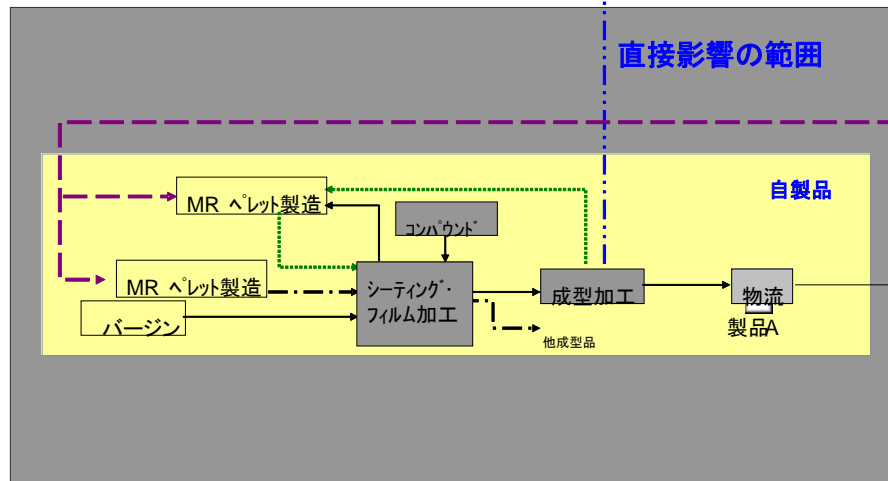 直接影響の範囲
自製品
MR ペレット製造
コンパウンド
MR ペレット製造
シーティング・
フィルム加工
成型加工
物流
バージン
製品A
他成型品